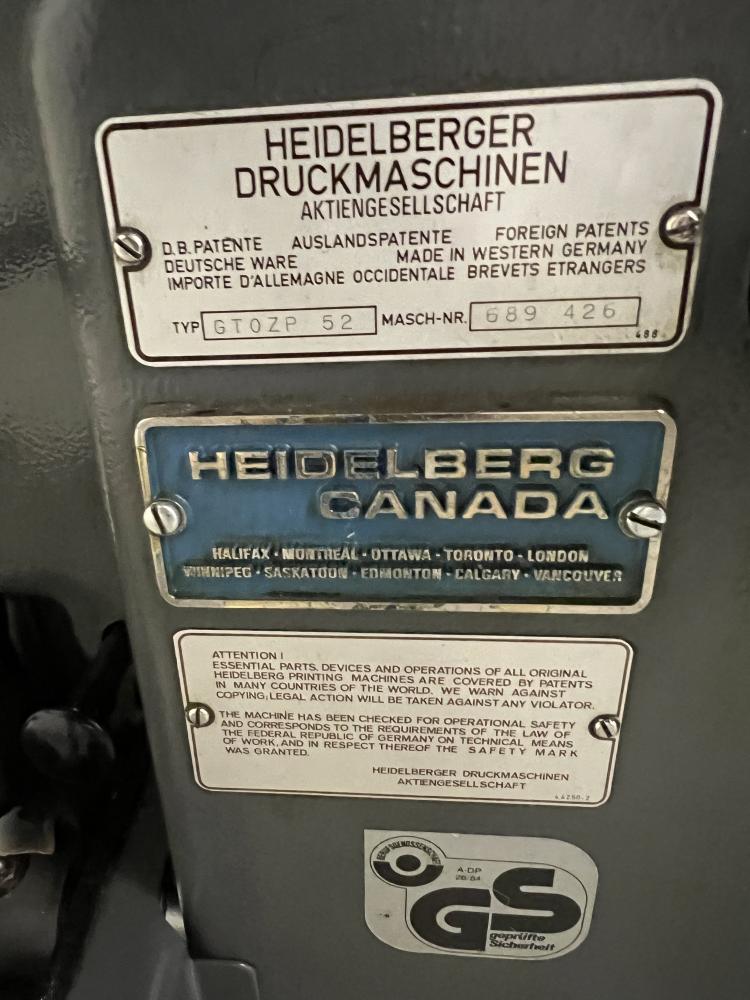 HEIDELBERGER
DRUCKMASCHINEN
AKTIENGESELLSCHAFT
D.B. PATENTE AUSLANDSPATENTE FOREIGN PATENTS
DEUTSCHE WARE MADE IN WESTERN GERMANY
IMPORTE D'ALLEMAGNE OCCIDENTALE BREVETS ETRANGERS
TYP GTOZP 52 MASCH-NR. 689 426
488
HEIDELBERG
CANADA
HALIFAX · MONTREAL · OTTAWA · TORONTO · LONDON
WINNIPEG · SASKATOON · EDMONTON · CALGARY · VANCOUVER
ATTENTION !
ESSENTIAL PARTS, DEVICES AND OPERATIONS OF ALL ORIGINAL
HEIDELBERG PRINTING MACHINES ARE COVERED BY PATENTS
IN MANY COUNTRIES OF THE WORLD. WE WARN AGAINST
COPYING; LEGAL ACTION WILL BE TAKEN AGAINST ANY VIOLATOR.
THE MACHINE HAS BEEN CHECKED FOR OPERATIONAL SAFETY
AND CORRESPONDS TO THE REQUIREMENTS OF THE LAW OF
THE FEDERAL REPUBLIC OF GERMANY ON TECHNICAL MEANS
OF WORK, AND IN RESPECT THEREOF THE SAFETY MARK
WAS GRANTED.
HEIDELBERGER DRUCKMASCHINEN
AKTIENGESELLSCHAFT
BERUFSGENOSSENSCHAFT
A-DP
GS
geprüfte
Sicherheit